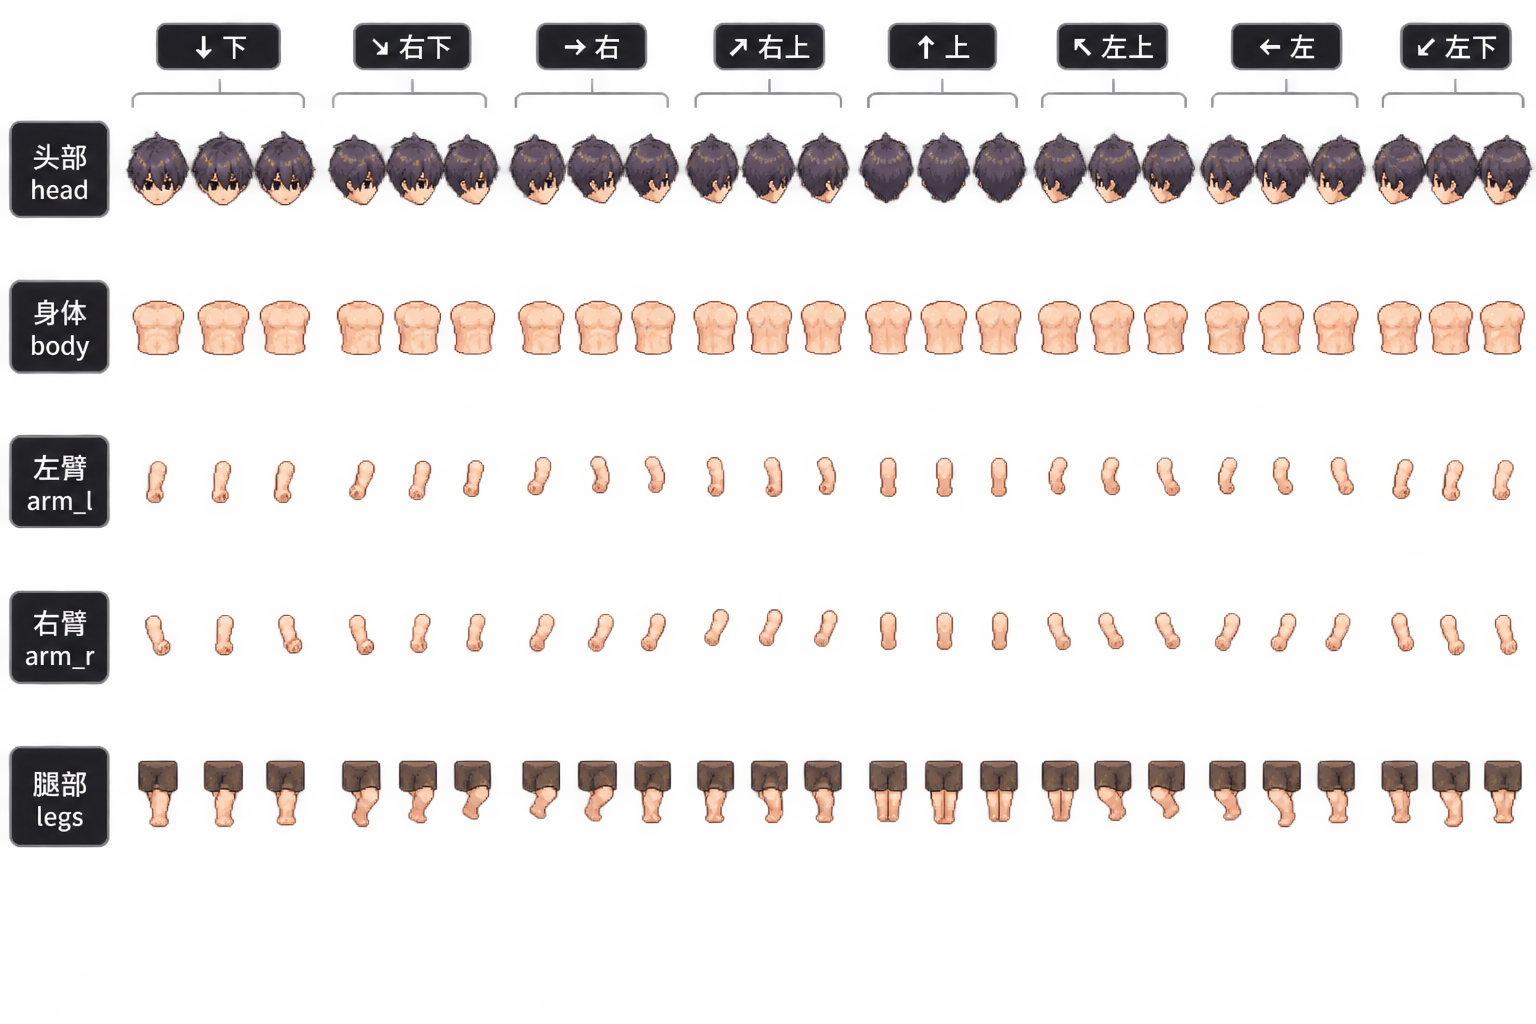 ↓ 下
↘ 右下
→ 右
↗ 右上
↑ 上
↖ 左上
← 左
↙ 左下
头部
head
身体
body
左臂
arm_l
右臂
arm_r
腿部
legs